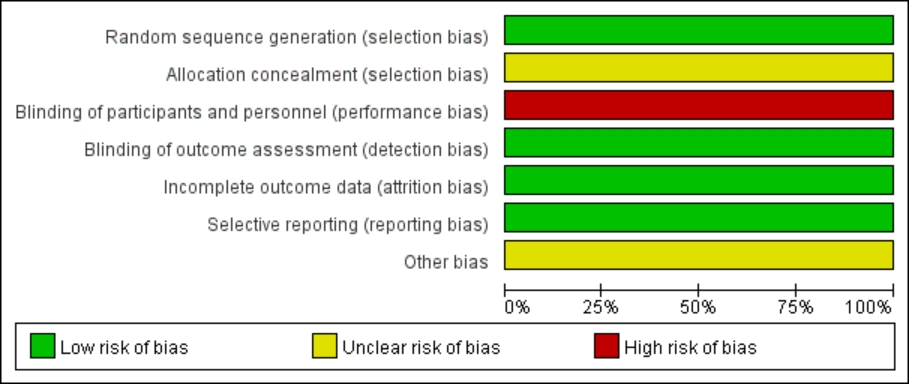 Random sequence generation (selection bias)
Allocation concealment (selection bias)
Blinding of participants and personnel (performance bias)
Blinding of outcome assessment (detection bias)
Incomplete outcome data (attrition bias)
Selective reporting (reporting bias)
Other bias
0% 25% 50% 75% 100%
Low risk of bias Unclear risk of bias High risk of bias